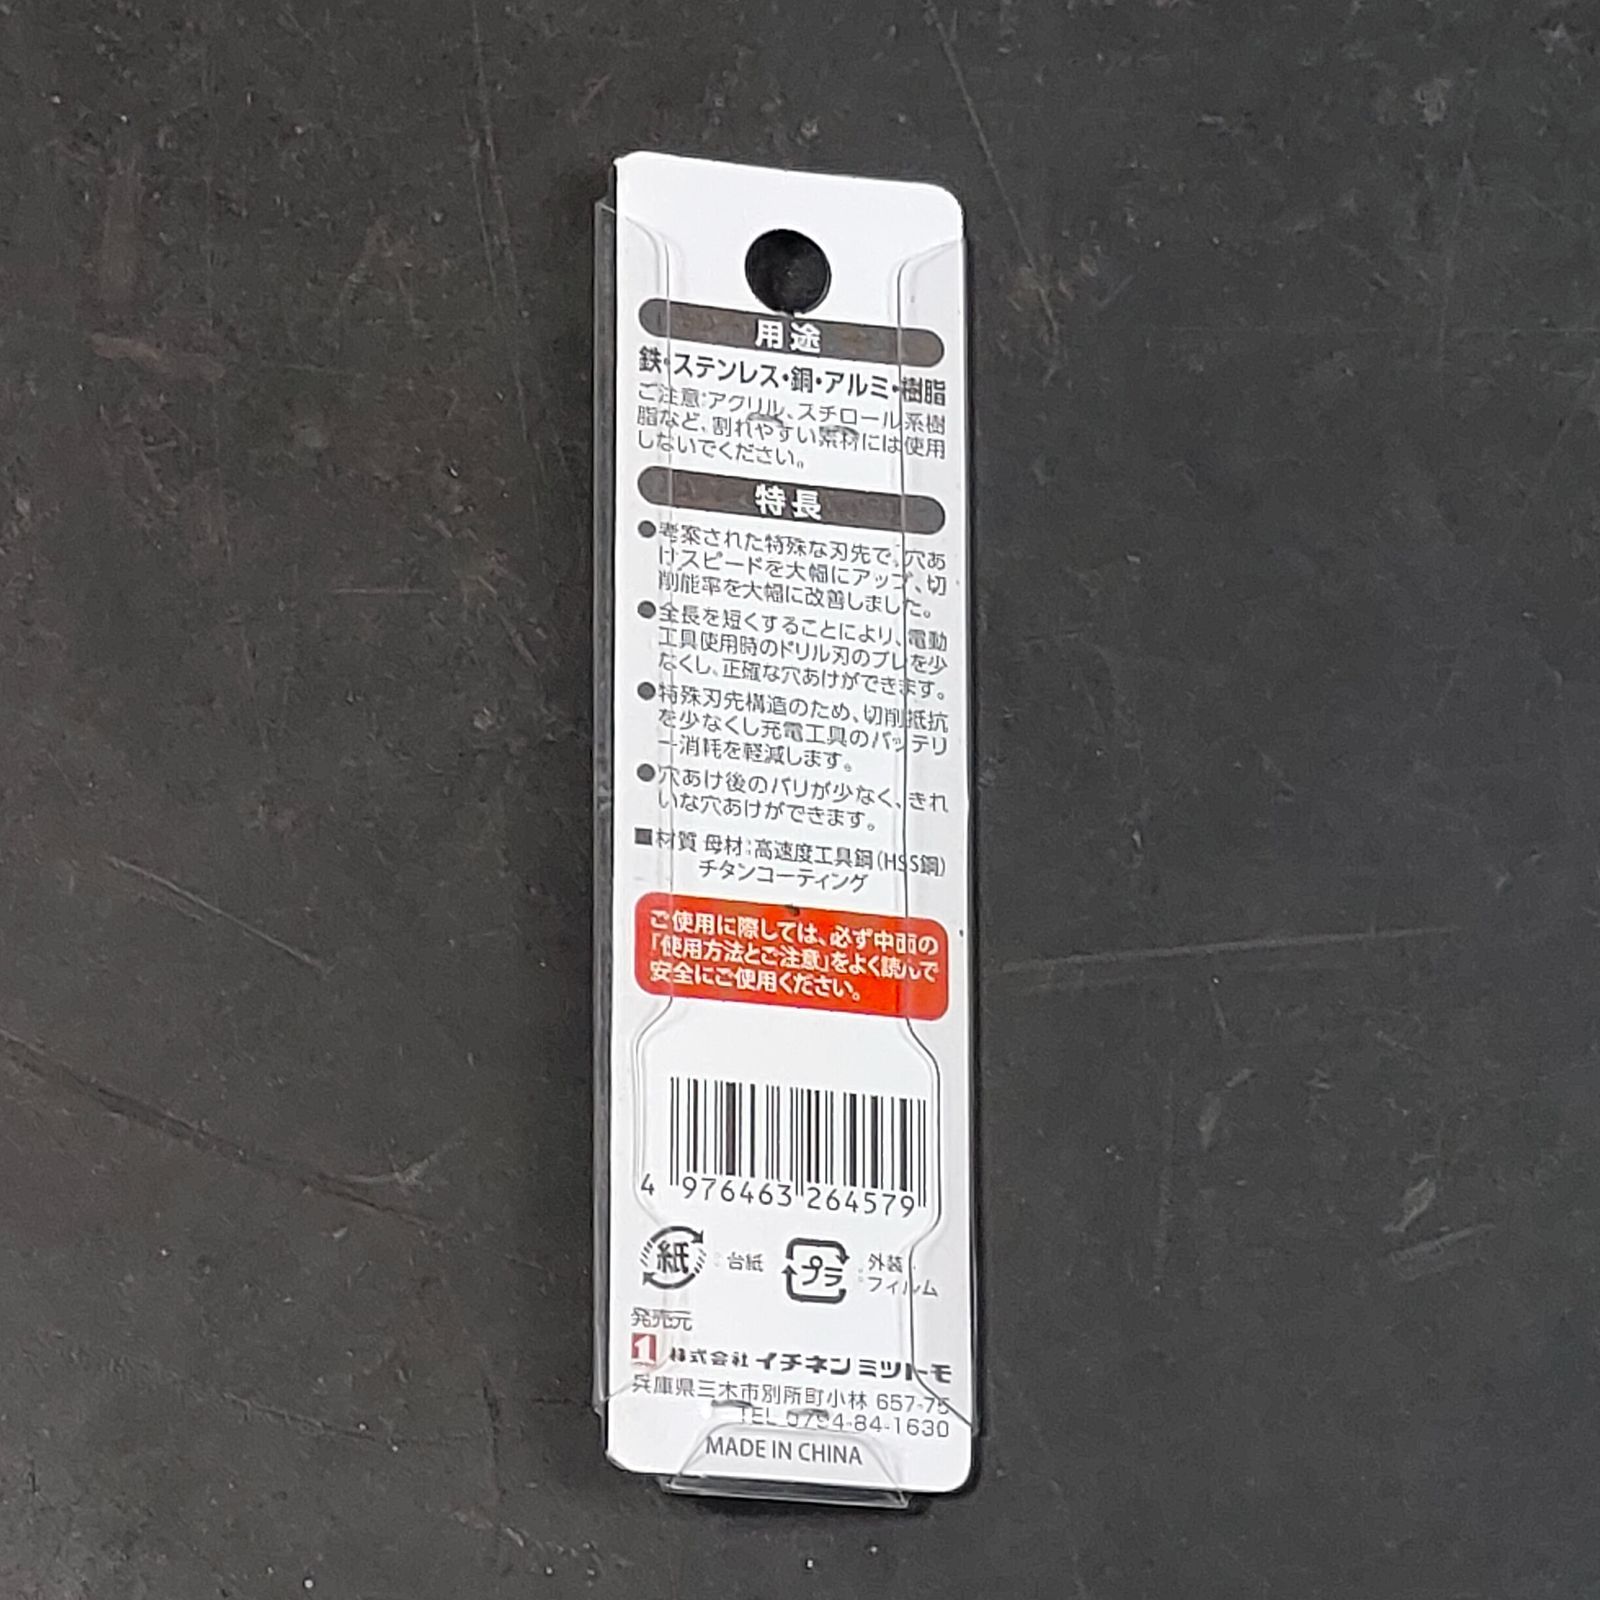 用途
鉄・ステンレス・銅・アルミ・樹脂
ご注意:アクリル、スチロール系樹
脂など、割れやすい素材には使用
しないでください。
特長
●考案された特殊な刃先で、穴あ
けスピードを大幅にアップ、切
削能率を大幅に改善しました。
●全長を短くすることにより、電動
工具使用時のドリル刃のブレを少
なくし、正確な穴あけができます。
●特殊刃先構造のため、切削抵抗
を少なくし充電工具のバッテリ
ー消耗を軽減します。
●穴あけ後のバリが少なく、きれ
いな穴あけができます。
■材質 母材:高速度工具鋼(HSS鋼)
チタンコーティング
ご使用に際しては、必ず中面の
「使用方法とご注意」をよく読んで
安全にご使用ください。
4 976463 264579
紙 :台紙 プラ :外装・
フィルム
発売元
1 株式会社 イチネンミツトモ
兵庫県三木市別所町小林 657-75
TEL 0794-84-1630
MADE IN CHINA